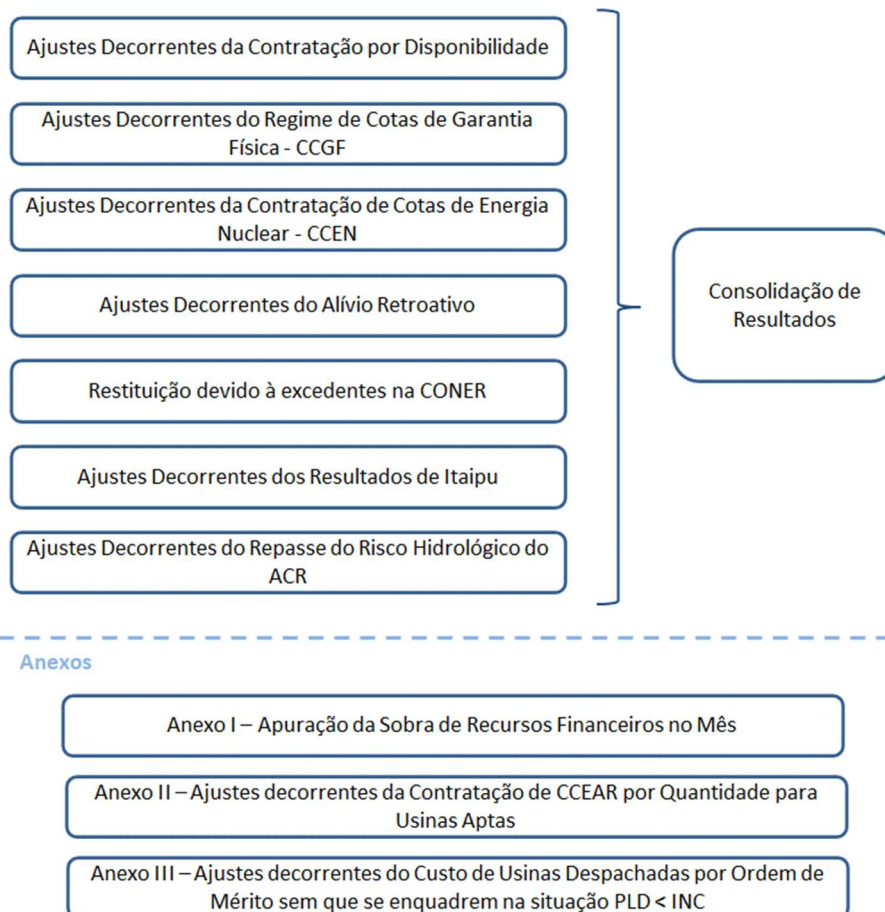 Ajustes Decorrentes da Contratação por Disponibilidade
Ajustes Decorrentes do Regime de Cotas de Garantia
Física - CCGF
Ajustes Decorrentes da Contratação de Cotas de Energia
Nuclear - CCEN
Ajustes Decorrentes do Alívio Retroativo
Restituição devido à excedentes na CONER
Ajustes Decorrentes dos Resultados de Itaipu
Ajustes Decorrentes do Repasse do Risco Hidrológico do
ACR
Consolidação de
Resultados
Anexos
Anexo I – Apuração da Sobra de Recursos Financeiros no Mês
Anexo II – Ajustes decorrentes da Contratação de CCEAR por Quantidade para
Usinas Aptas
Anexo III – Ajustes decorrentes do Custo de Usinas Despachadas por Ordem de
Mérito sem que se enquadrem na situação PLD < INC